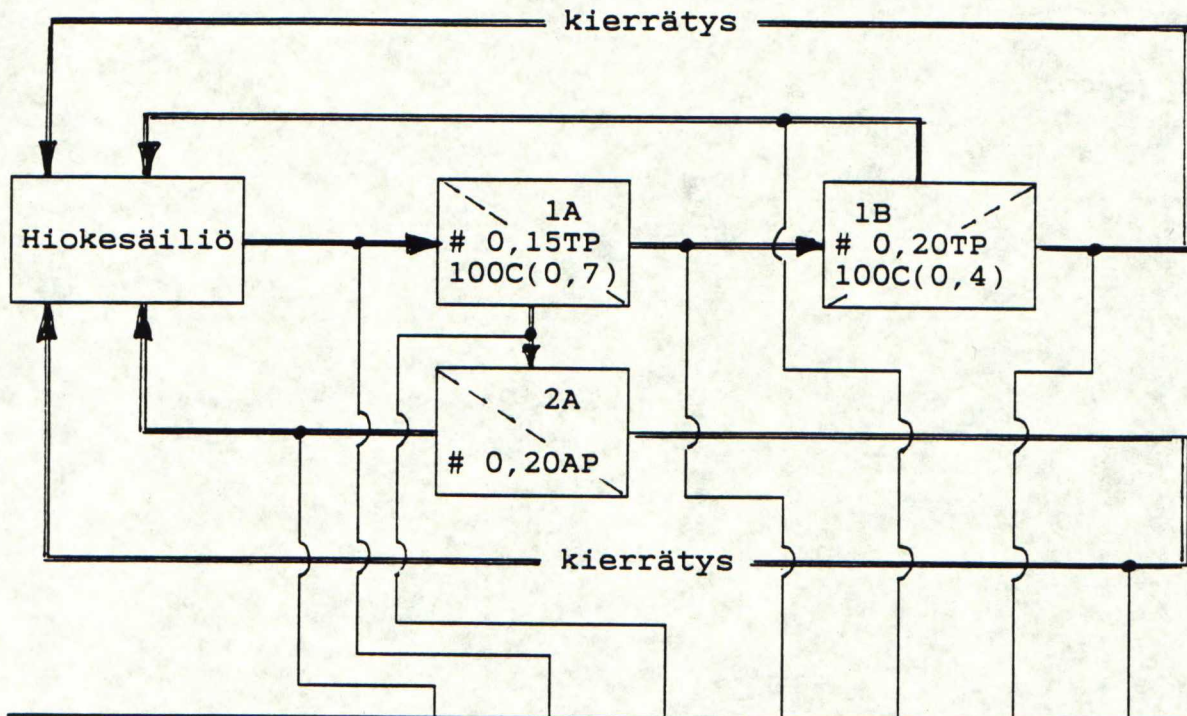 kierrätys
Hiokesäiliö
1A
# 0,15TP
100C(0,7)
1B
# 0,20TP
100C(0,4)
2A
# 0,20AP
kierrätys